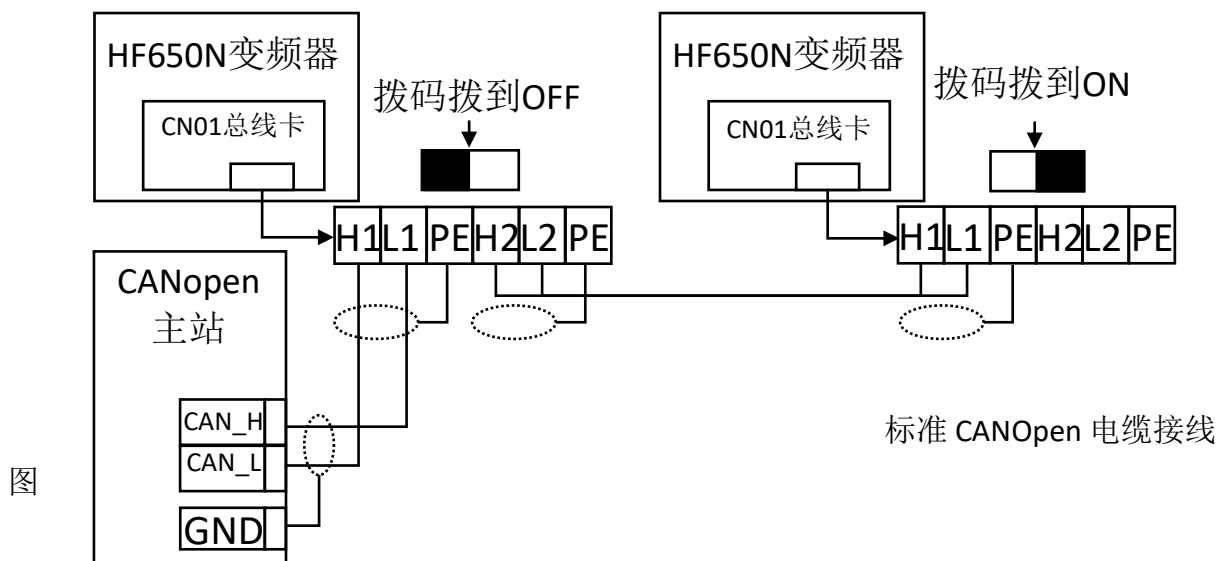 HF650N变频器
CN01总线卡
拨码拨到OFF
H1 L1 PE H2 L2 PE
HF650N变频器
CN01总线卡
拨码拨到ON
H1 L1 PE H2 L2 PE
CANopen
主站
CAN_H
CAN_L
GND
标准 CANOpen 电缆接线
图